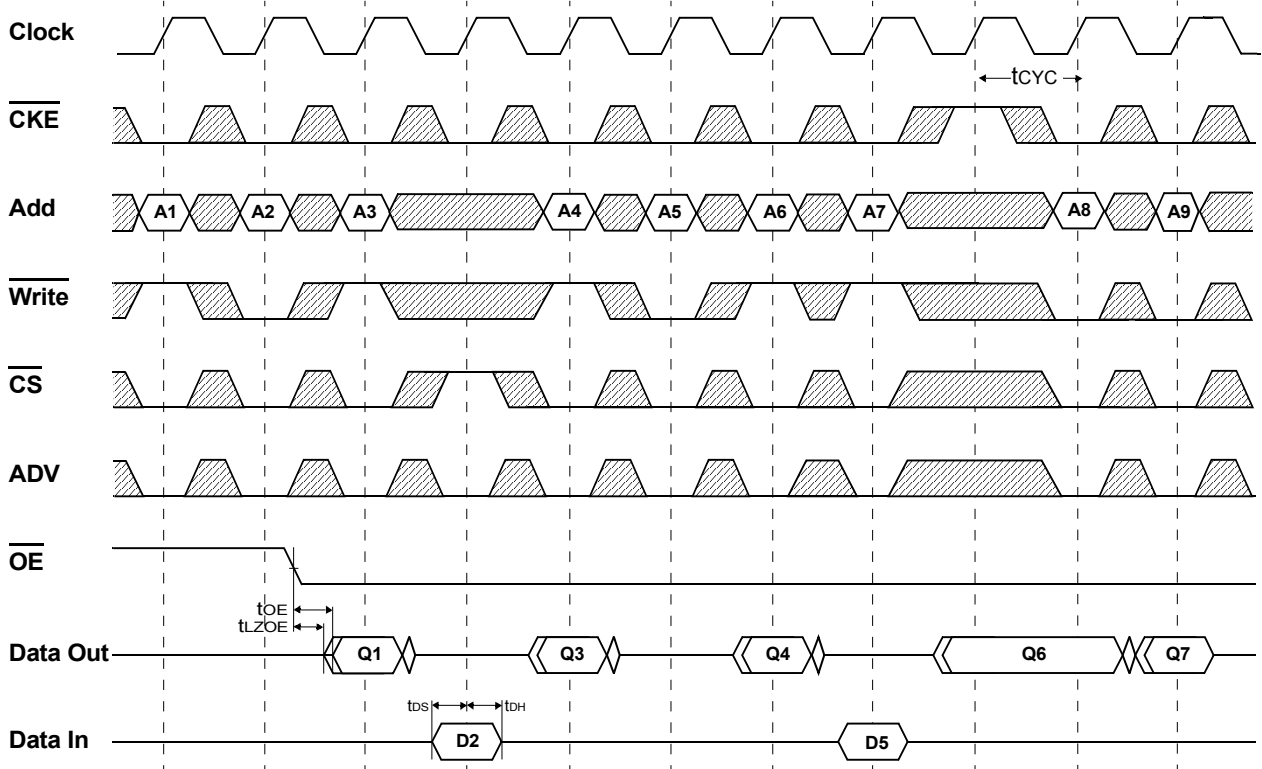 Clock
tCYC
CKE
Add A1 A2 A3 A4 A5 A6 A7 A8 A9
Write
CS
ADV
OE
tOE
tLZOE
Data Out Q1 Q3 Q4 Q6 Q7
tDS tDH
Data In D2 D5